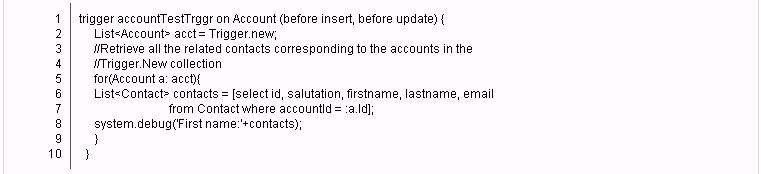 1 trigger accountTestTrggr on Account (before insert, before update) {
2 List<Account> acct = Trigger.new;
3 //Retrieve all the related contacts corresponding to the accounts in the
4 //Trigger.New collection
5 for(Account a: acct){
6 List<Contact> contacts = [select id, salutation, firstname, lastname, email
7 from Contact where accountId = :a.Id];
8 system.debug('First name:'+contacts);
9 }
10 }